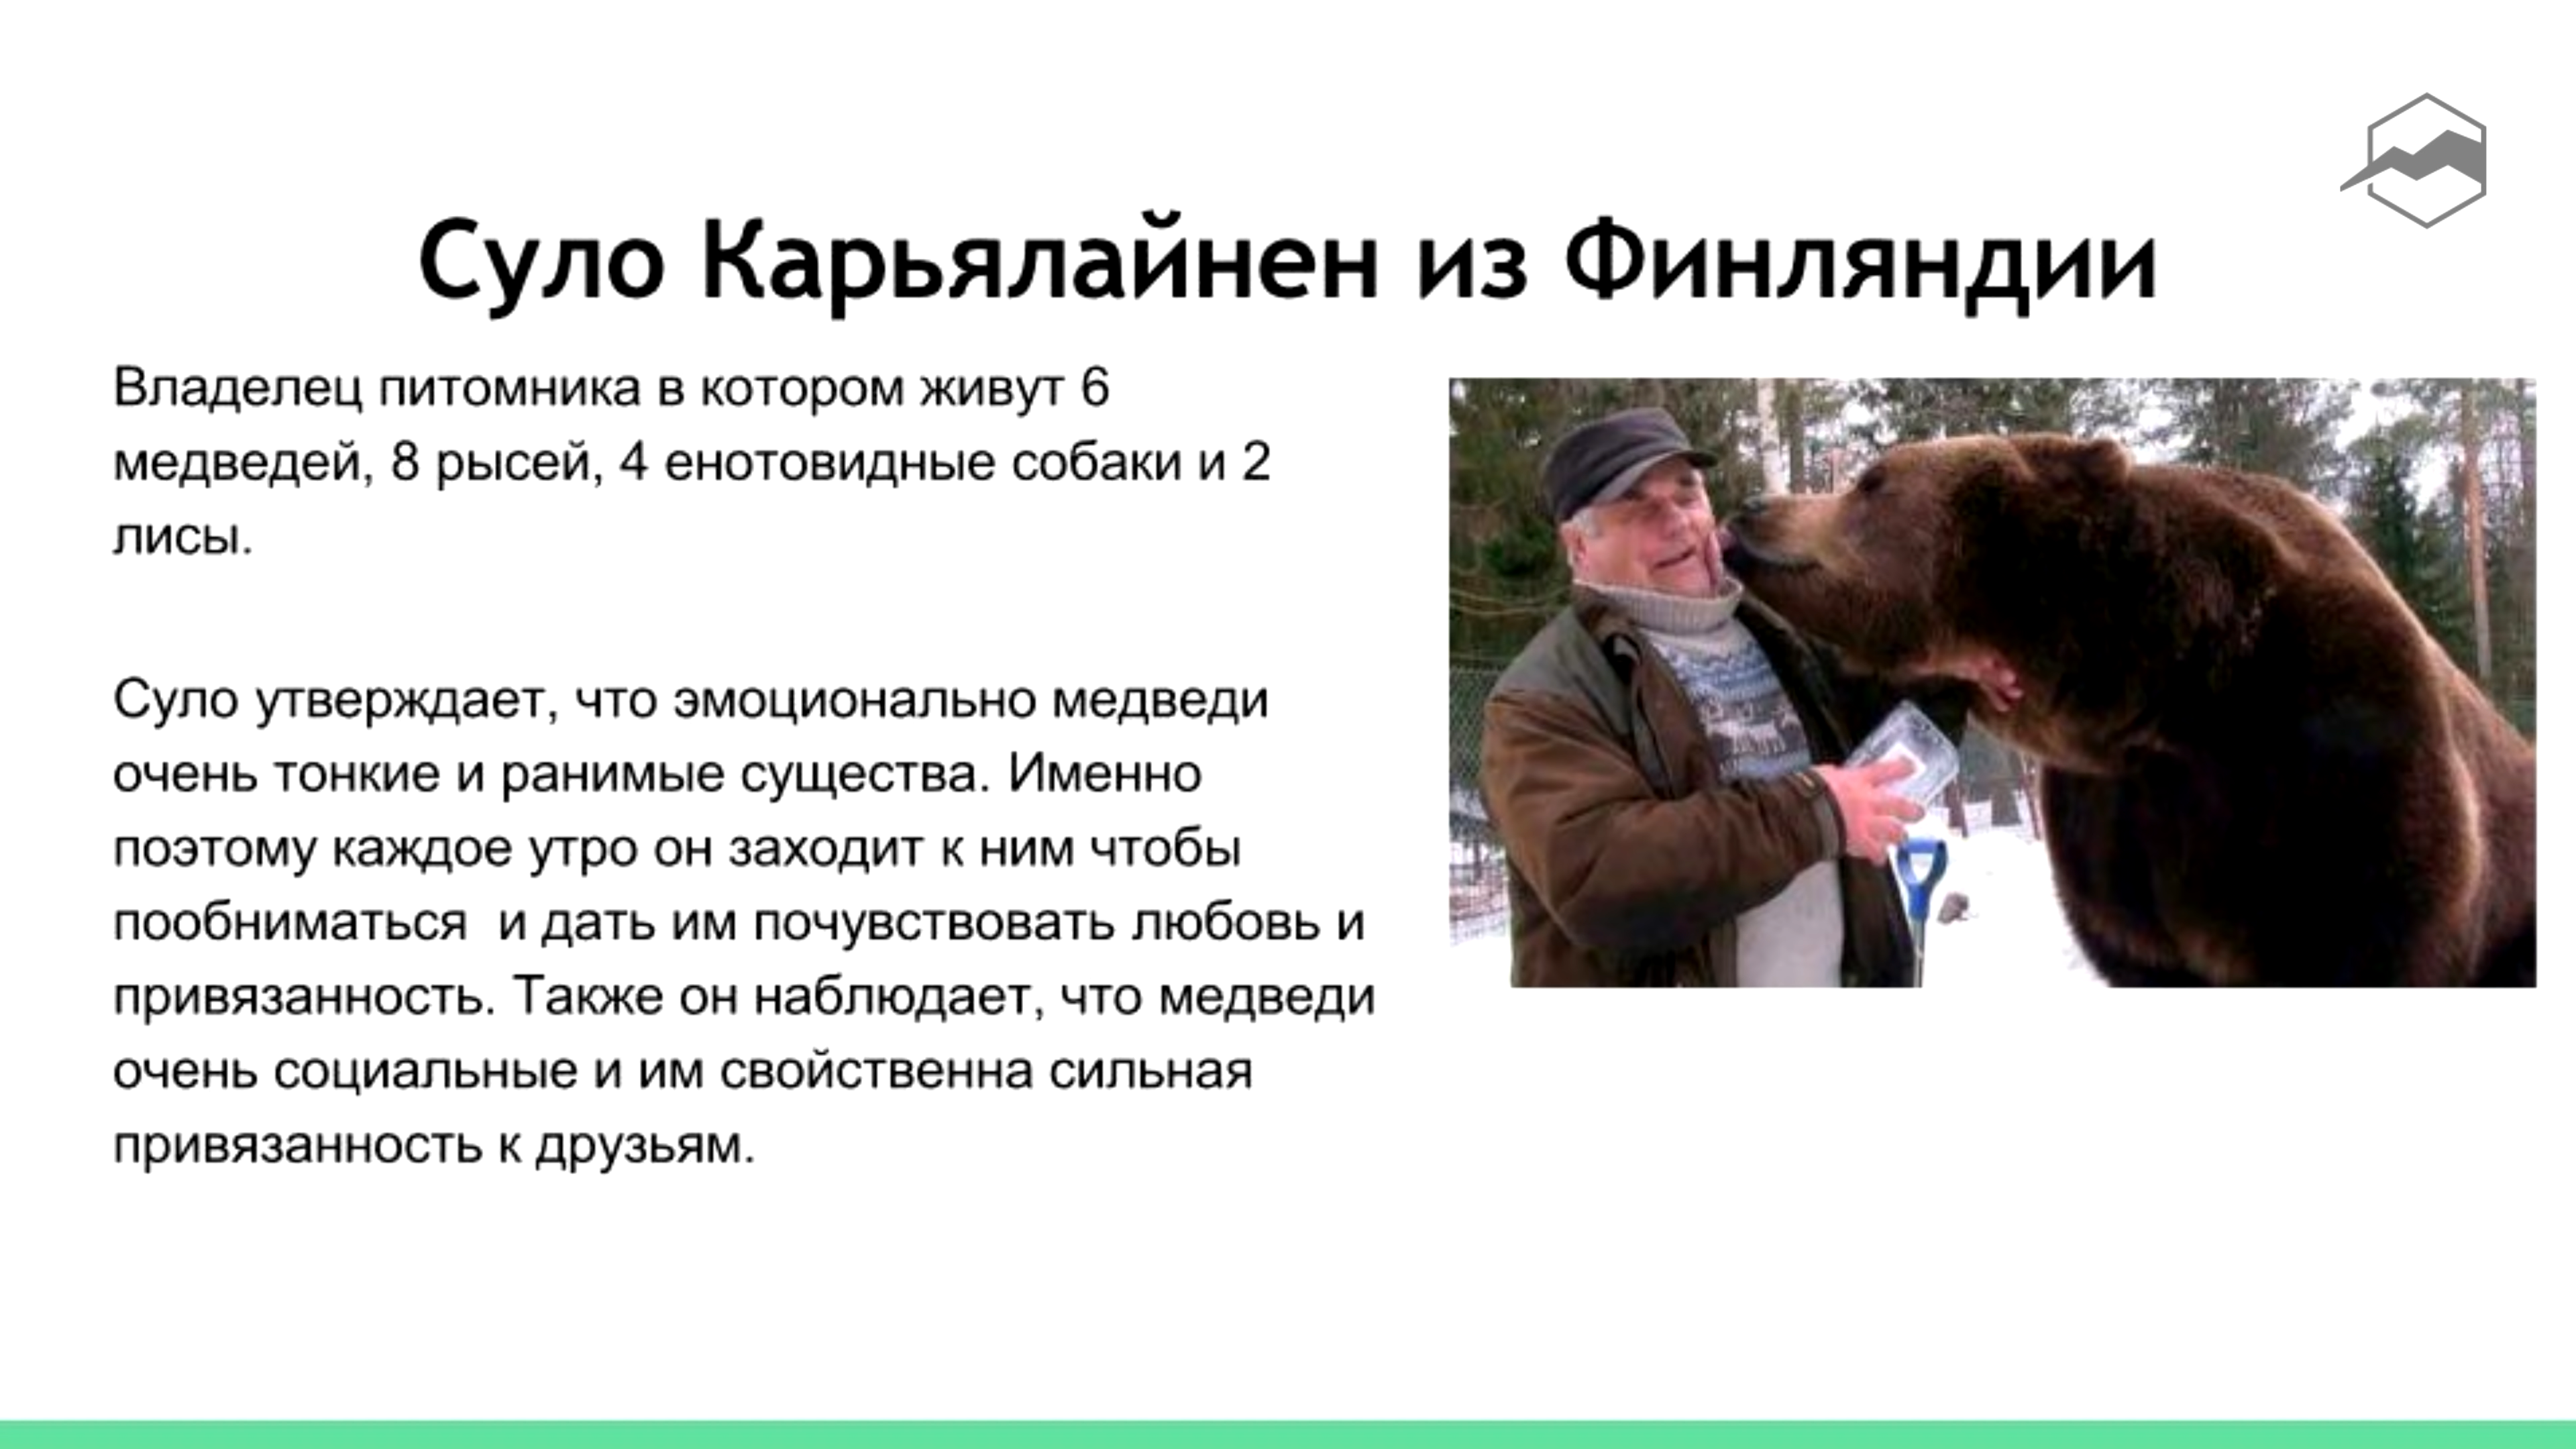 Суло Карьялайнен из Финляндии
Владелец питомника в котором живут 6
медведей, 8 рысей, 4 енотовидные собаки и 2
лисы.
Суло утверждает, что эмоционально медведи
очень тонкие и ранимые существа. Именно
поэтому каждое утро он заходит к ним чтобы
пообниматься  и дать им почувствовать любовь и
привязанность. Также он наблюдает, что медведи
очень социальные и им свойственна сильная
привязанность к друзьям.